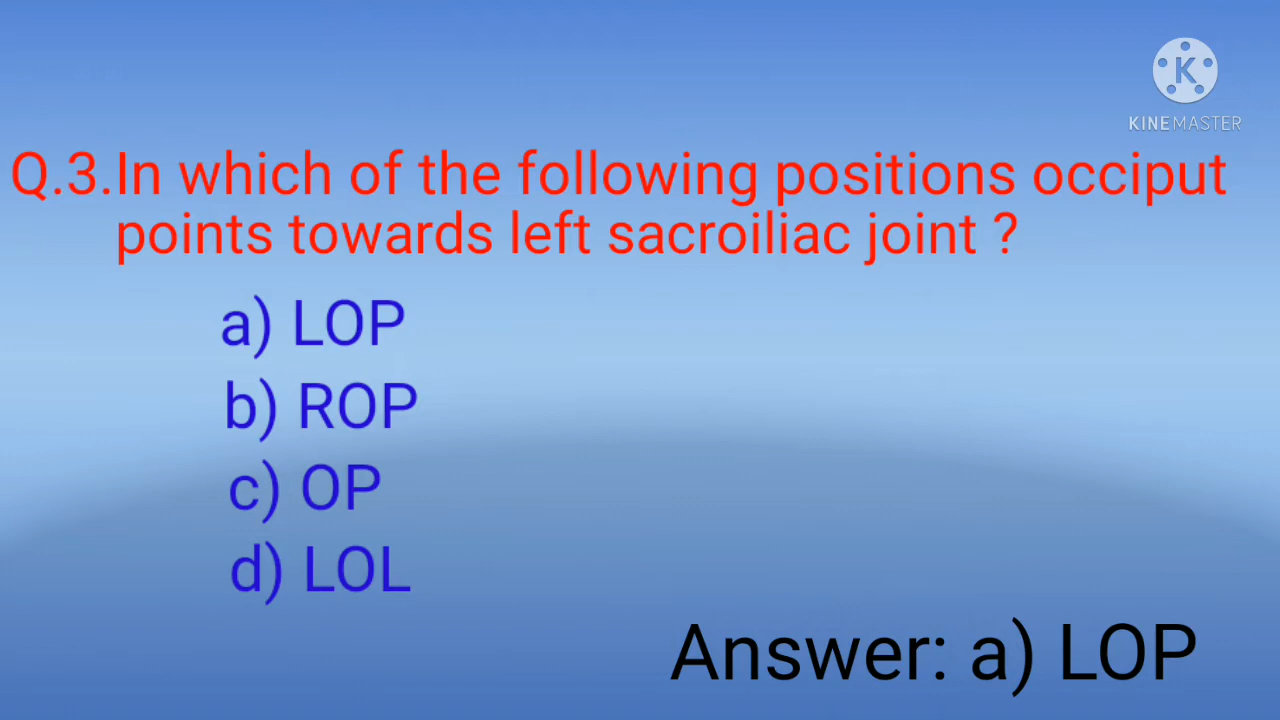 KINEMASTER
Q.3.In which of the following positions occiput
points towards left sacroiliac joint ?
a) LOP
b) ROP
c) OP
d) LOL
Answer: a) LOP